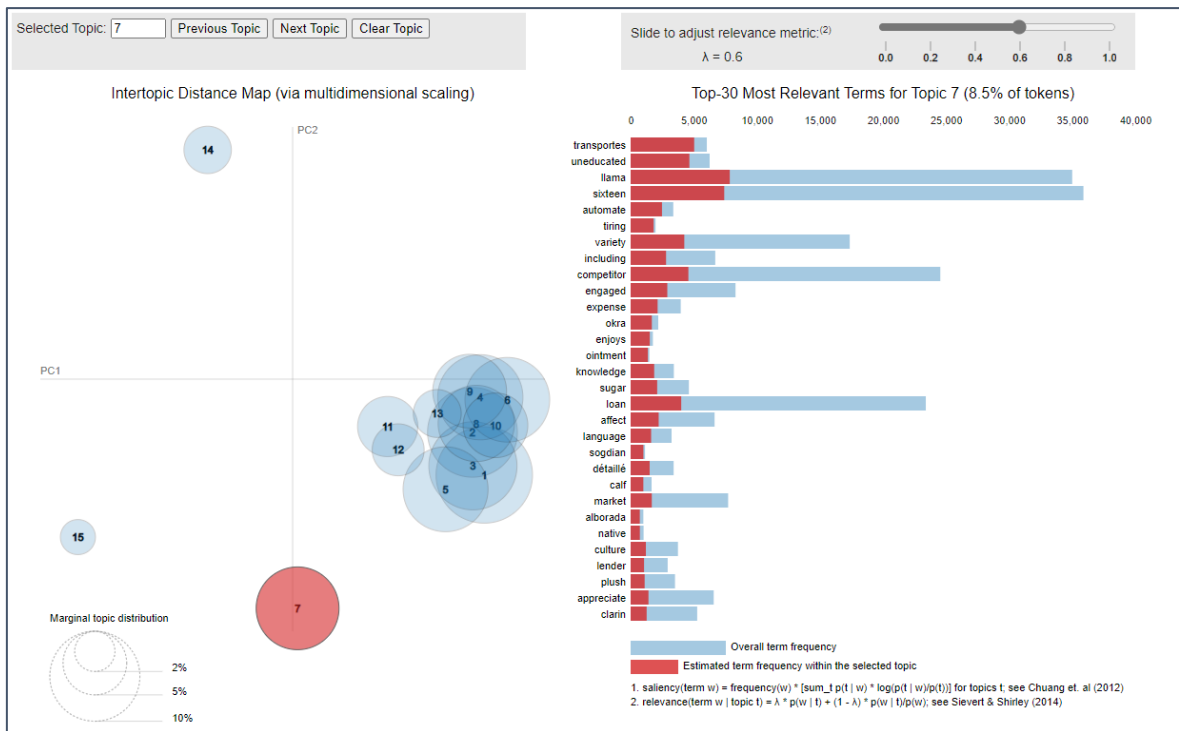 Selected Topic: 7 Previous Topic Next Topic Clear Topic
Slide to adjust relevance metric:(2)
λ = 0.6
0.0 0.2 0.4 0.6 0.8 1.0
Intertopic Distance Map (via multidimensional scaling)
PC2
PC1
14
9
4
6
13
11
8
10
2
12
3
1
5
15
7
Marginal topic distribution
2%
5%
10%
Top-30 Most Relevant Terms for Topic 7 (8.5% of tokens)
0 5,000 10,000 15,000 20,000 25,000 30,000 35,000 40,000
transportes
uneducated
llama
sixteen
automate
tiring
variety
including
competitor
engaged
expense
okra
enjoys
ointment
knowledge
sugar
loan
affect
language
sogdian
détaillé
calf
market
alborada
native
culture
lender
plush
appreciate
clarin
Overall term frequency
Estimated term frequency within the selected topic
1. saliency(term w) = frequency(w) * [sum_t p(t | w) * log(p(t | w)/p(t))] for topics t; see Chuang et. al (2012)
2. relevance(term w | topic t) = λ * p(w | t) + (1 - λ) * p(w | t)/p(w); see Sievert & Shirley (2014)